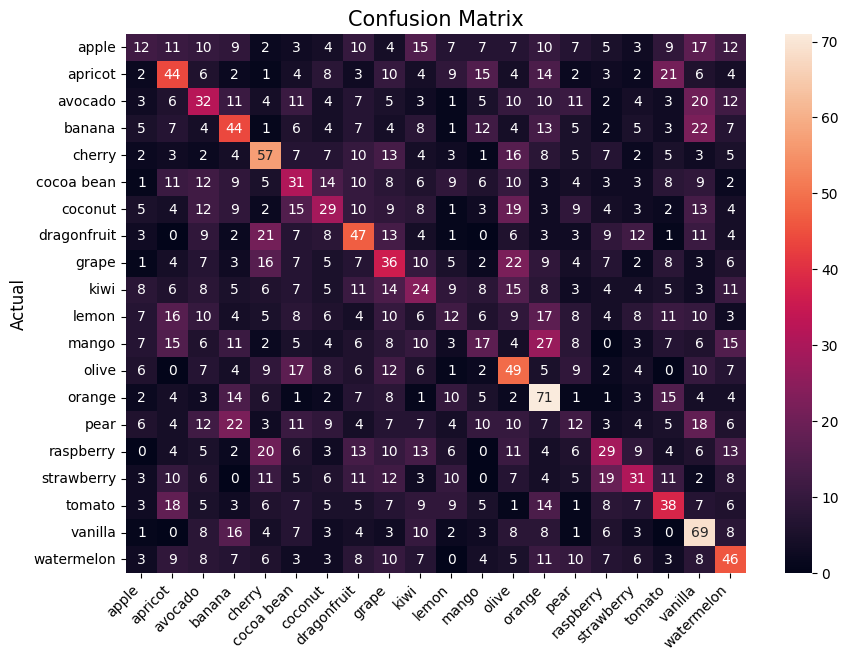 Confusion Matrix
apple 12 11 10 9 2 3 4 10 4 15 7 7 7 10 7 5 3 9 17 12
apricot 2 44 6 2 1 4 8 3 10 4 9 15 4 14 2 3 2 21 6 4
avocado 3 6 32 11 4 11 4 7 5 3 1 5 10 10 11 2 4 3 20 12
banana 5 7 4 44 1 6 4 7 4 8 1 12 4 13 5 2 5 3 22 7
cherry 2 3 2 4 57 7 7 10 13 4 3 1 16 8 5 7 2 5 3 5
cocoa bean 1 11 12 9 5 31 14 10 8 6 9 6 10 3 4 3 3 8 9 2
coconut 5 4 12 9 2 15 29 10 9 8 1 3 19 3 9 4 3 2 13 4
dragonfruit 3 0 9 2 21 7 8 47 13 4 1 0 6 3 3 9 12 1 11 4
grape 1 4 7 3 16 7 5 7 36 10 5 2 22 9 4 7 2 8 3 6
kiwi 8 6 8 5 6 7 5 11 14 24 9 8 15 8 3 4 4 5 3 11
lemon 7 16 10 4 5 8 6 4 10 6 12 6 9 17 8 4 8 11 10 3
mango 7 15 6 11 2 5 4 6 8 10 3 17 4 27 8 0 3 7 6 15
olive 6 0 7 4 9 17 8 6 12 6 1 2 49 5 9 2 4 0 10 7
orange 2 4 3 14 6 1 2 7 8 1 10 5 2 71 1 1 3 15 4 4
pear 6 4 12 22 3 11 9 4 7 7 4 10 10 7 12 3 4 5 18 6
raspberry 0 4 5 2 20 6 3 13 10 13 6 0 11 4 6 29 9 4 6 13
strawberry 3 10 6 0 11 5 6 11 12 3 10 0 7 4 5 19 31 11 2 8
tomato 3 18 5 3 6 7 5 5 7 9 9 5 1 14 1 8 7 38 7 6
vanilla 1 0 8 16 4 7 3 4 3 10 2 3 8 8 1 6 3 0 69 8
watermelon 3 9 8 7 6 3 3 8 10 7 0 4 5 11 10 7 6 3 8 46
Actual
apple apricot avocado banana cherry cocoa bean coconut dragonfruit grape kiwi lemon mango olive orange pear raspberry strawberry tomato vanilla watermelon
70
60
50
40
30
20
10
0